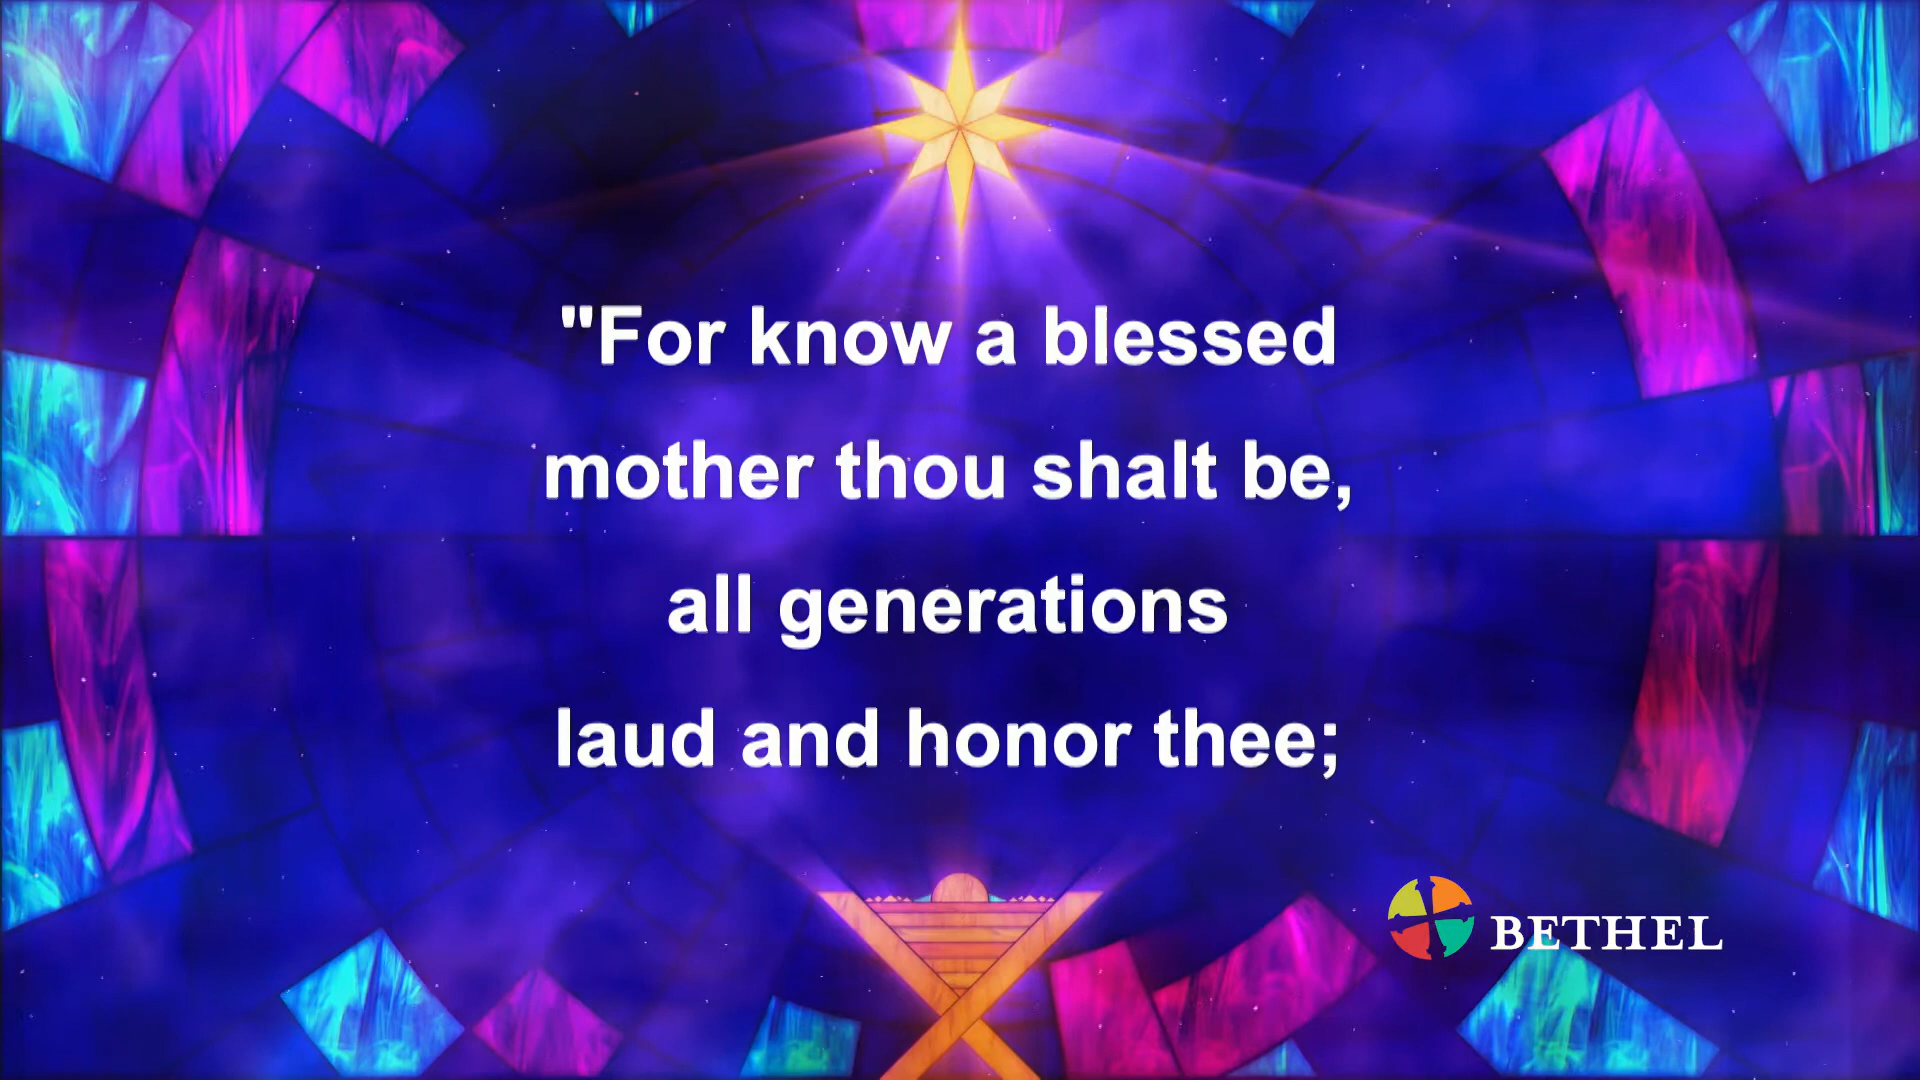 "For know a blessed
mother thou shalt be,
all generations
laud and honor thee;
BETHEL